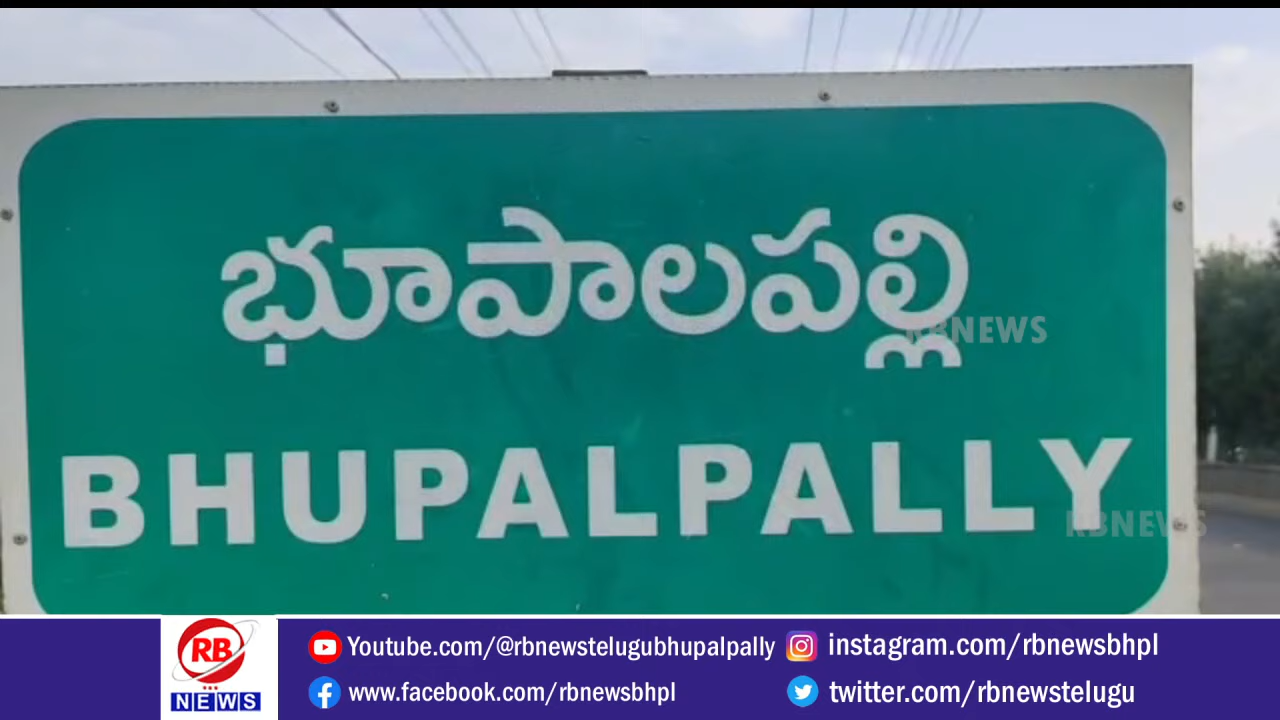 భూపాలపల్లి
RBNEWS
BHUPALPALLY
RBNEWS
RB
NEWS
Youtube.com/@rbnewstelugubhupalpally
instagram.com/rbnewsbhpl
www.facebook.com/rbnewsbhpl
twitter.com/rbnewstelugu